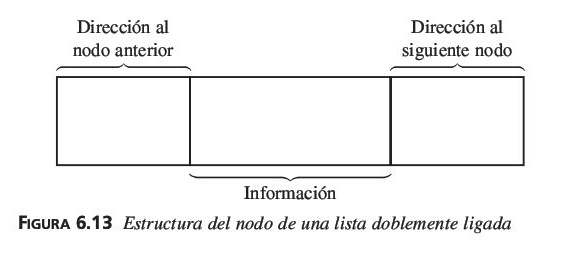 Dirección al
nodo anterior
Dirección al
siguiente nodo
Información
FIGURA 6.13 Estructura del nodo de una lista doblemente ligada